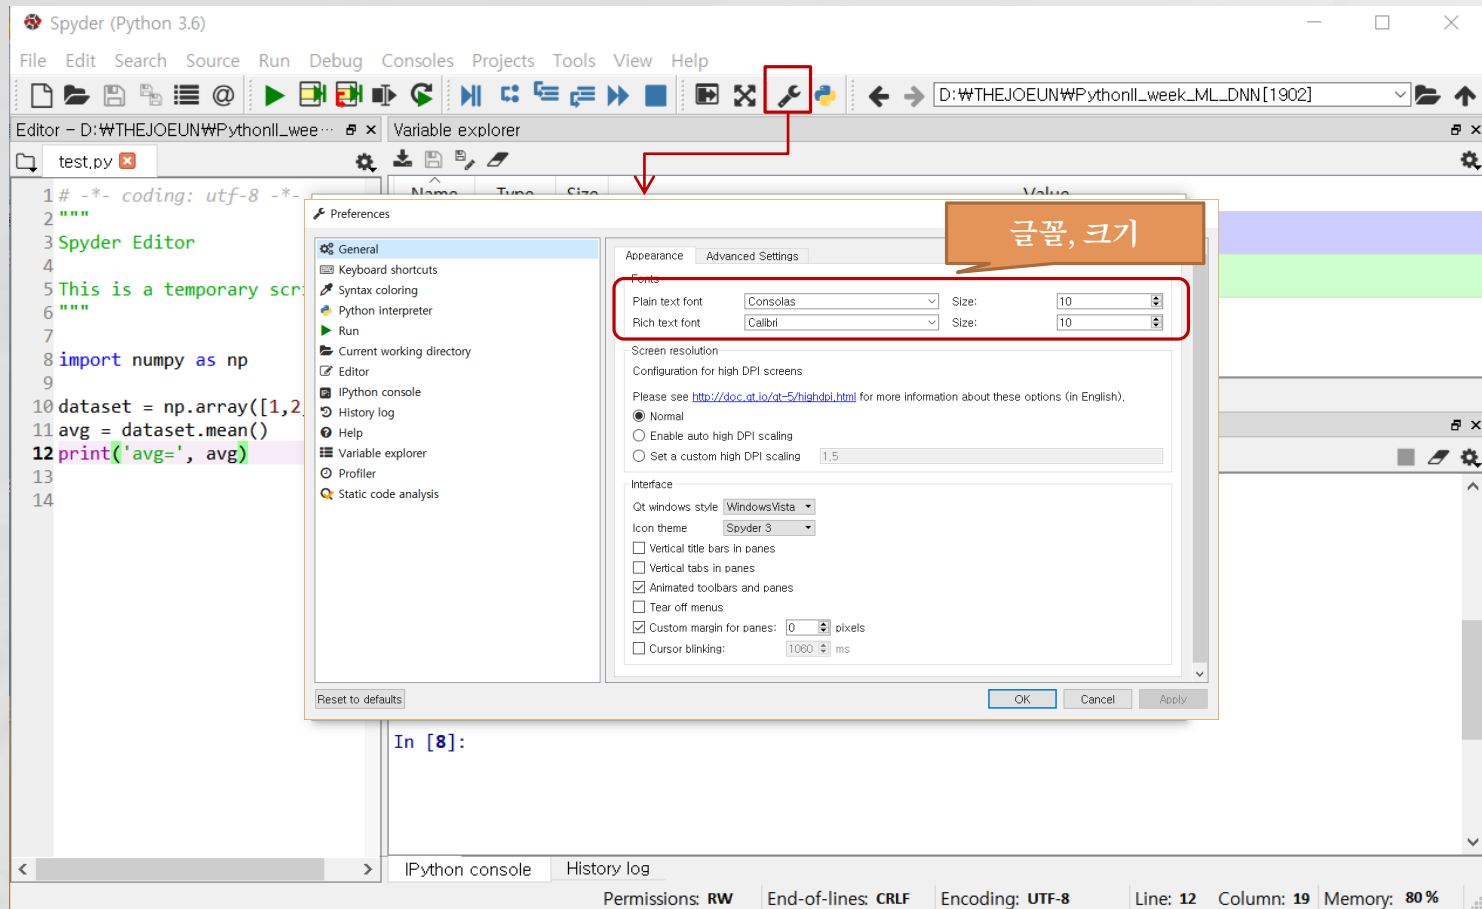 Spyder (Python 3.6)
File Edit Search Source Run Debug Consoles Projects Tools View Help
D:₩THEJOEUN₩PythonII_week_ML_DNN[1902]
Editor - D:₩THEJOEUN₩PythonII_wee…
Variable explorer
test.py
Name Type Size Value
1 # -*- coding: utf-8 -*-
2 """
3 Spyder Editor
4
5 This is a temporary scri
6 """
7
8 import numpy as np
9
10 dataset = np.array([1,2,
11 avg = dataset.mean()
12 print('avg=', avg)
13
14
Preferences
General
Keyboard shortcuts
Syntax coloring
Python interpreter
Run
Current working directory
Editor
IPython console
History log
Help
Variable explorer
Profiler
Static code analysis
Reset to defaults
글꼴, 크기
Appearance Advanced Settings
Fonts
Plain text font Consolas Size: 10
Rich text font Calibri Size: 10
Screen resolution
Configuration for high DPI screens
Please see http://doc.qt.io/qt-5/highdpi.html for more information about these options (in English).
Normal
Enable auto high DPI scaling
Set a custom high DPI scaling 1.5
Interface
Qt windows style WindowsVista
Icon theme Spyder 3
Vertical title bars in panes
Vertical tabs in panes
Animated toolbars and panes
Tear off menus
Custom margin for panes: 0 pixels
Cursor blinking: 1060 ms
OK Cancel Apply
In [8]:
IPython console History log
Permissions: RW End-of-lines: CRLF Encoding: UTF-8 Line: 12 Column: 19 Memory: 80 %